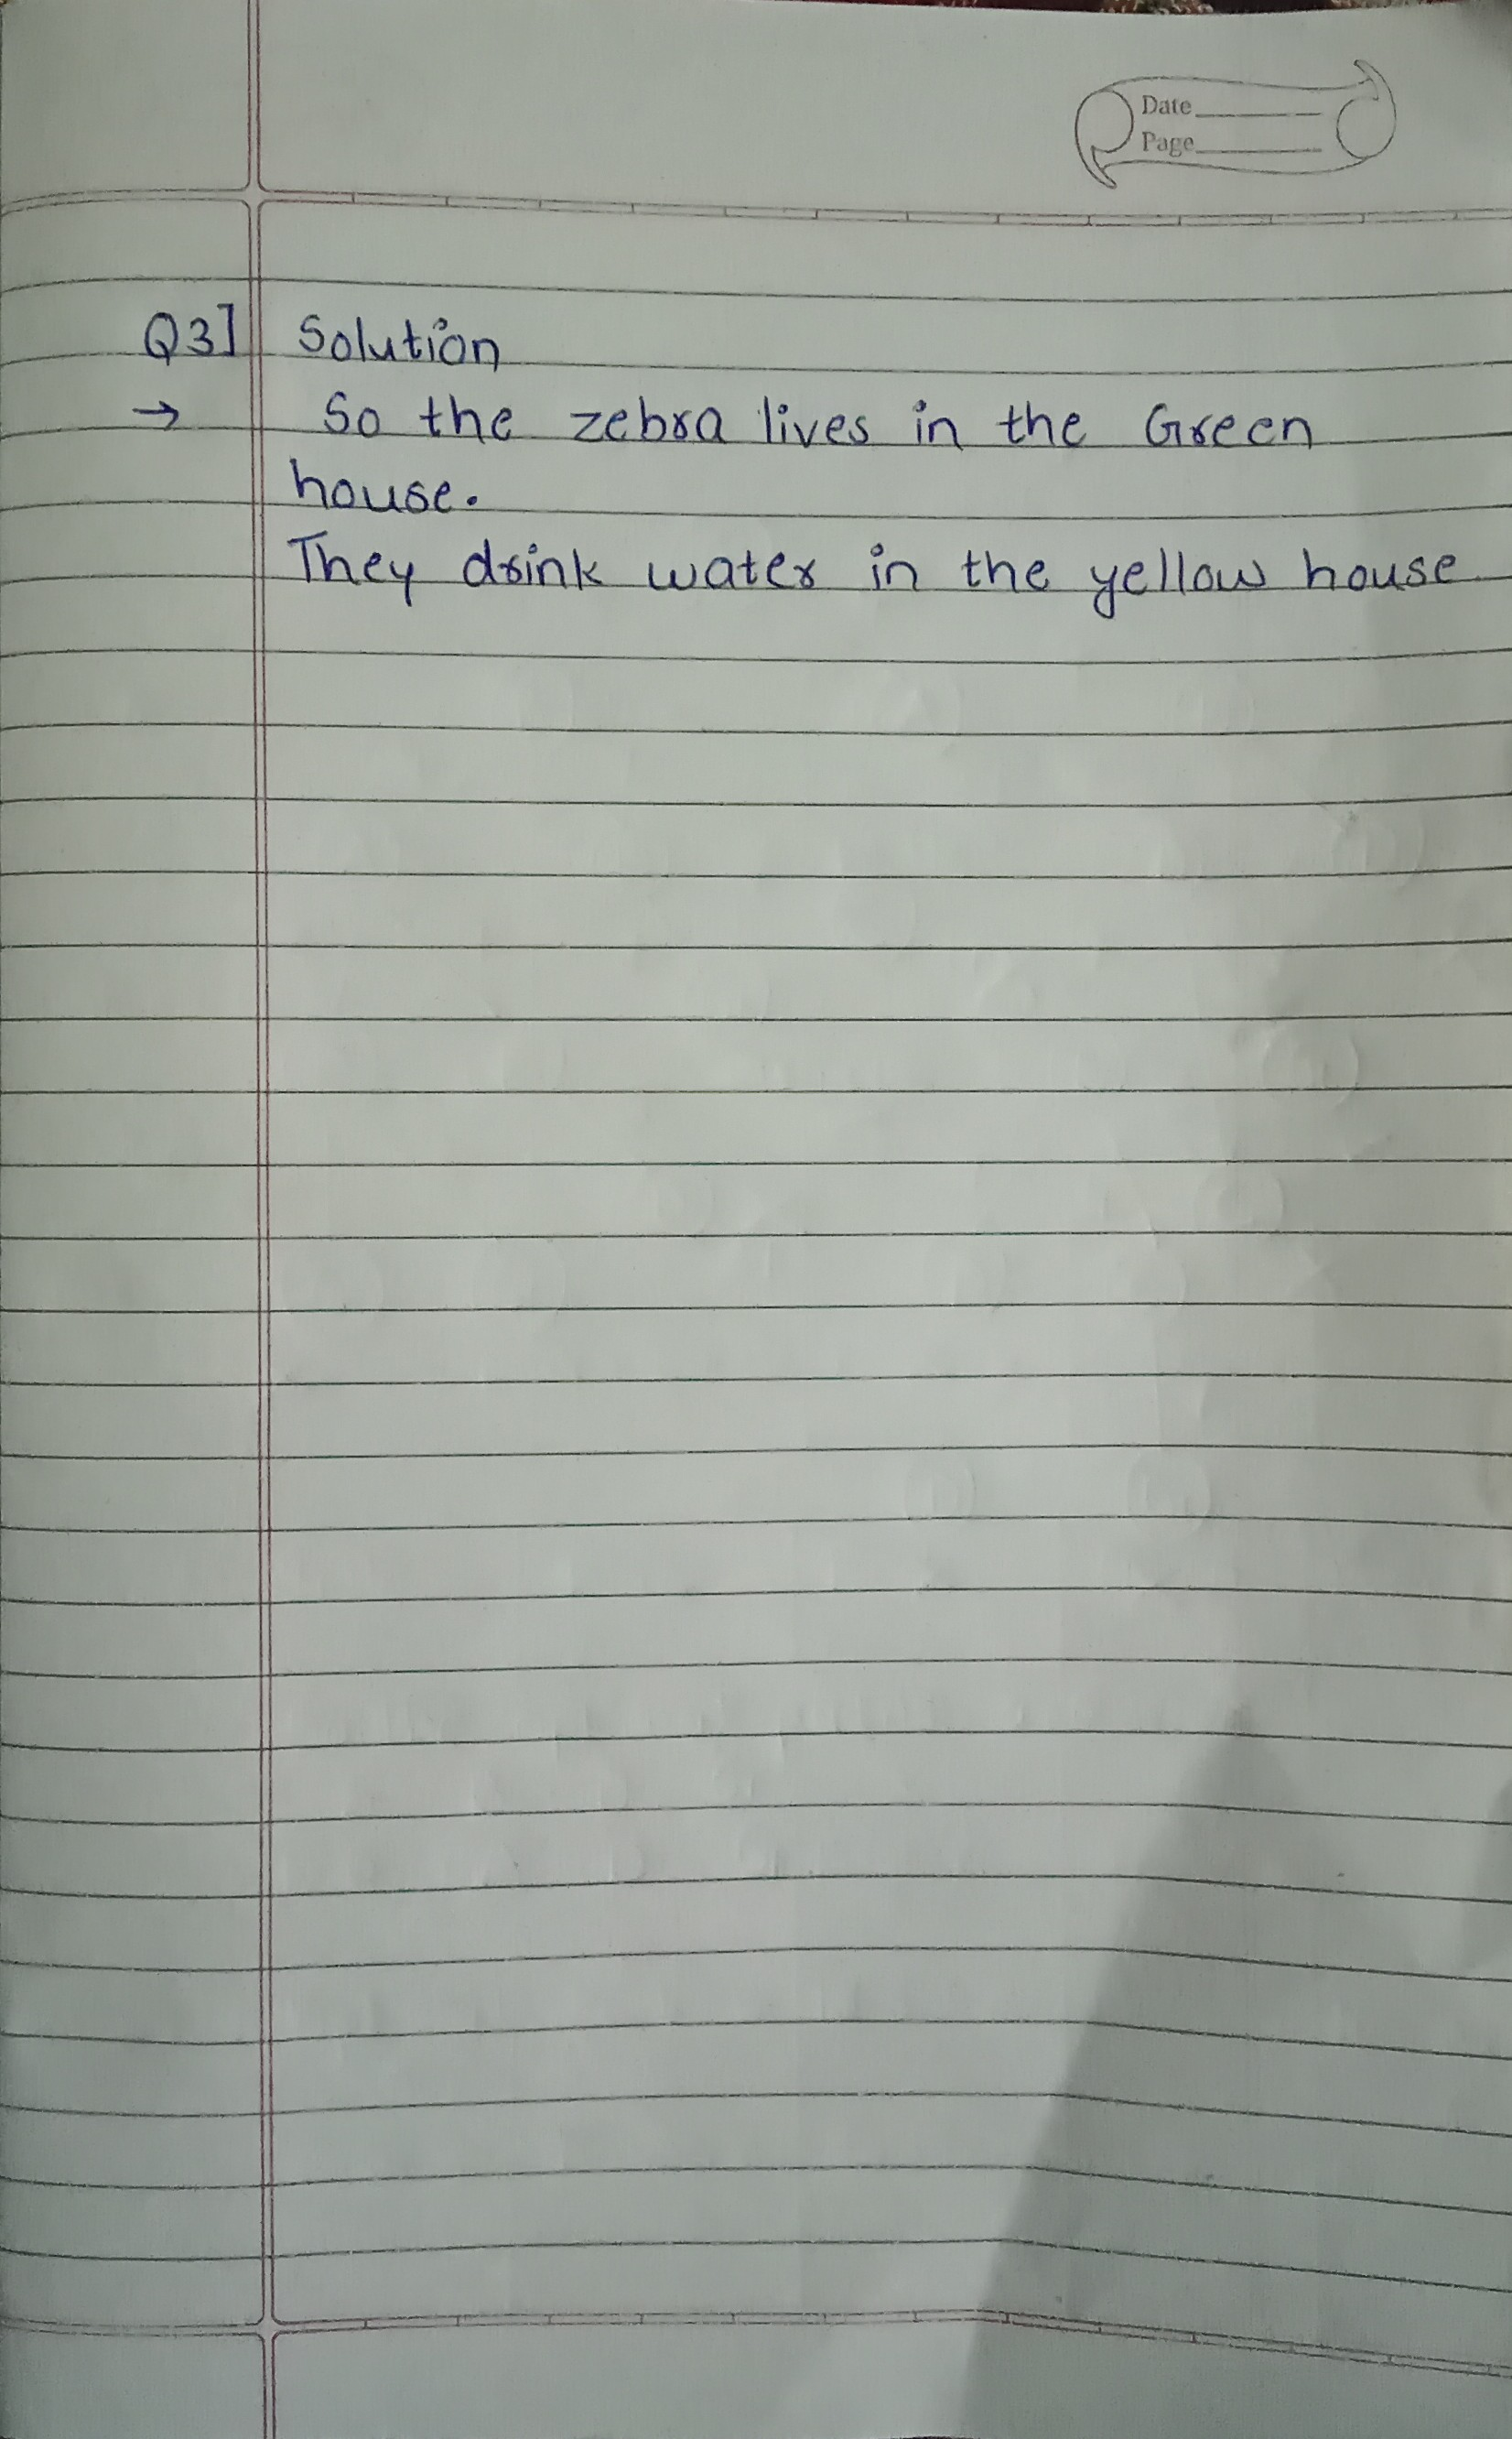 Date
Page
Q3] Solution
→ So the zebra lives in the Green
house.
They drink water in the yellow house